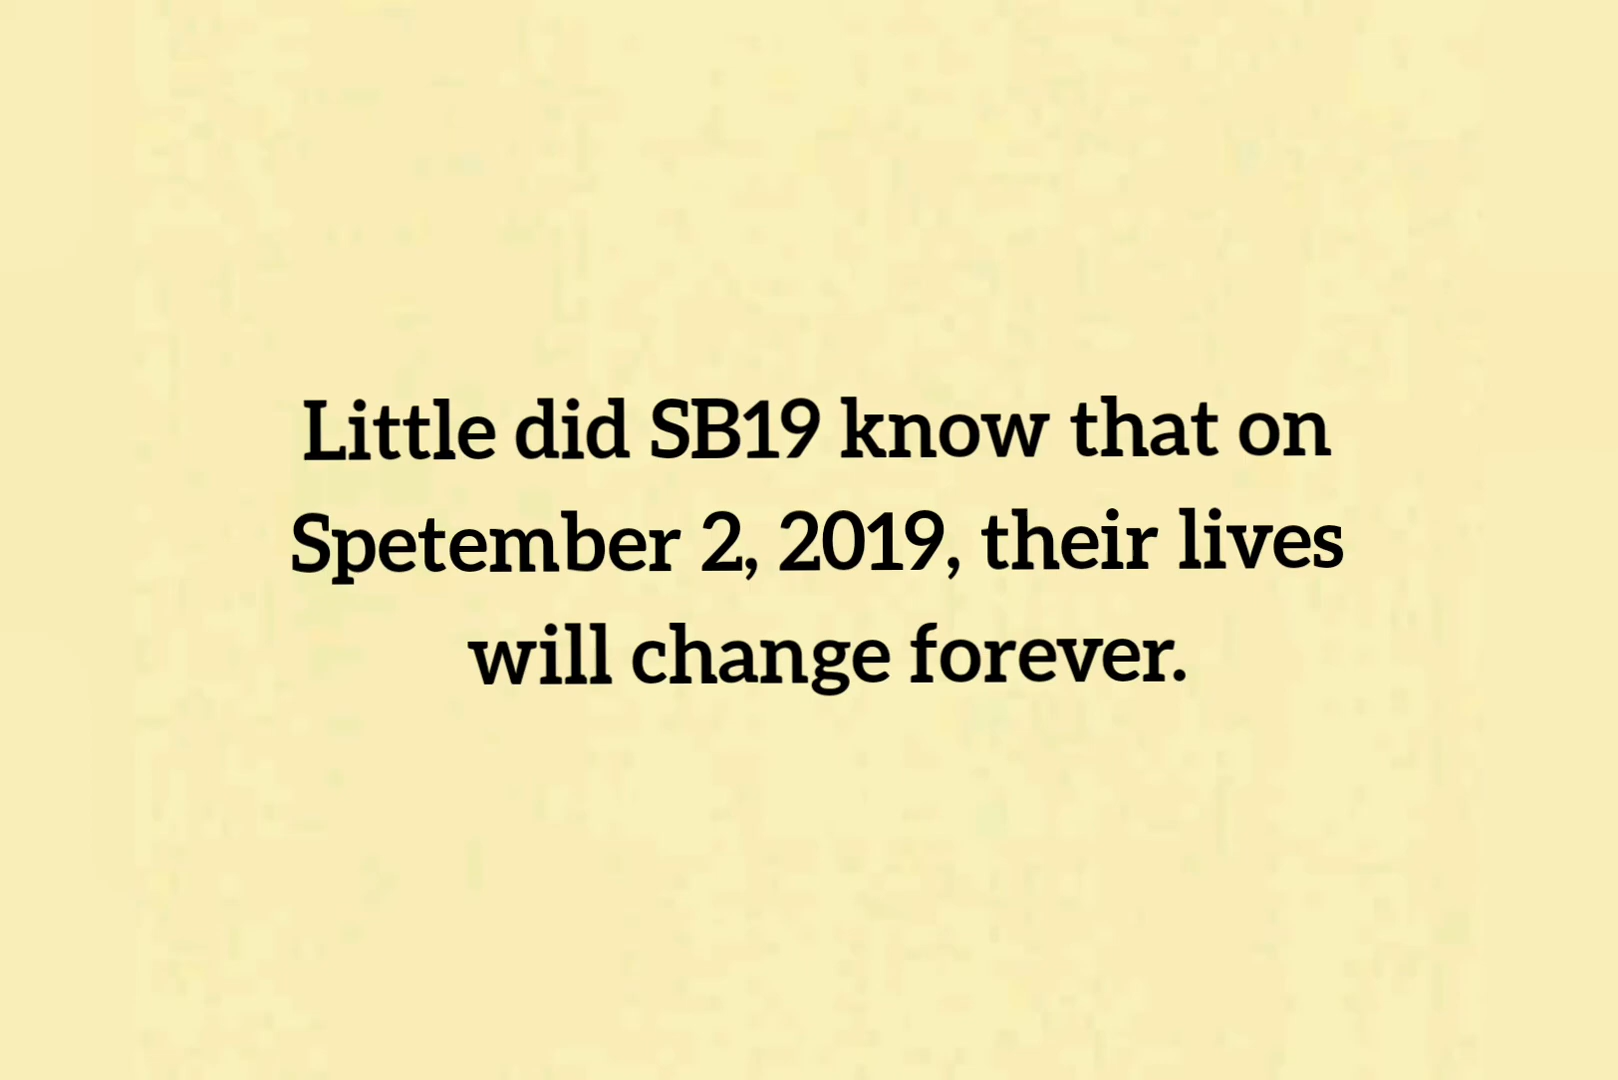 Little did SB19 know that on
Spetember 2, 2019, their lives
will change forever.